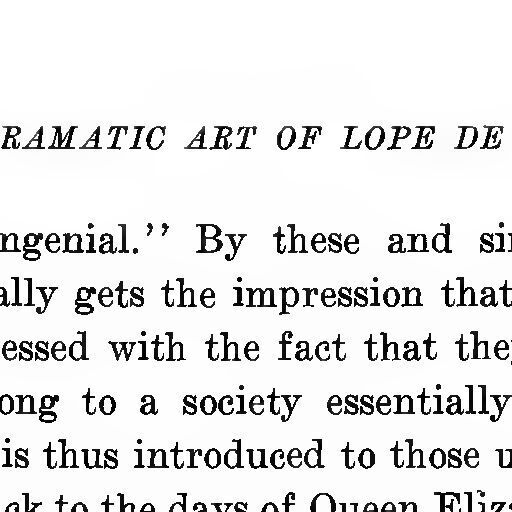 RAMATIC ART OF LOPE DE
ngenial.’’ By these and si
ally gets the impression that
essed with the fact that they
ong to a society essentially
is thus introduced to those u
ck to the days of Queen Eliz